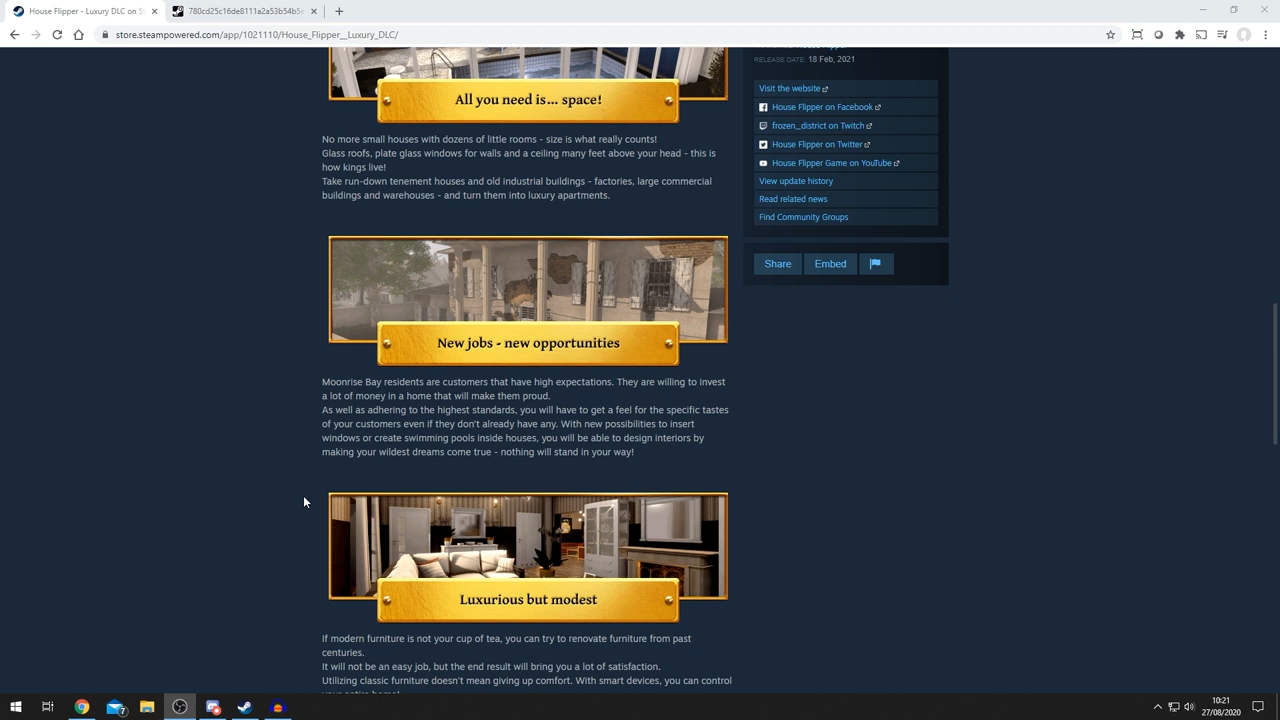 House Flipper - Luxury DLC on St
780cd25c16de8111a2a53b54b5a
store.steampowered.com/app/1021110/House_Flipper__Luxury_DLC/
RELEASE DATE: 18 Feb, 2021
Visit the website
House Flipper on Facebook
frozen_district on Twitch
House Flipper on Twitter
House Flipper Game on YouTube
View update history
Read related news
Find Community Groups
Share
Embed
All you need is... space!
No more small houses with dozens of little rooms - size is what really counts!
Glass roofs, plate glass windows for walls and a ceiling many feet above your head - this is
how kings live!
Take run-down tenement houses and old industrial buildings - factories, large commercial
buildings and warehouses - and turn them into luxury apartments.
New jobs - new opportunities
Moonrise Bay residents are customers that have high expectations. They are willing to invest
a lot of money in a home that will make them proud.
As well as adhering to the highest standards, you will have to get a feel for the specific tastes
of your customers even if they don't already have any. With new possibilities to insert
windows or create swimming pools inside houses, you will be able to design interiors by
making your wildest dreams come true - nothing will stand in your way!
Luxurious but modest
If modern furniture is not your cup of tea, you can try to renovate furniture from past
centuries.
It will not be an easy job, but the end result will bring you a lot of satisfaction.
Utilizing classic furniture doesn't mean giving up comfort. With smart devices, you can control
7
10:21
27/08/2020